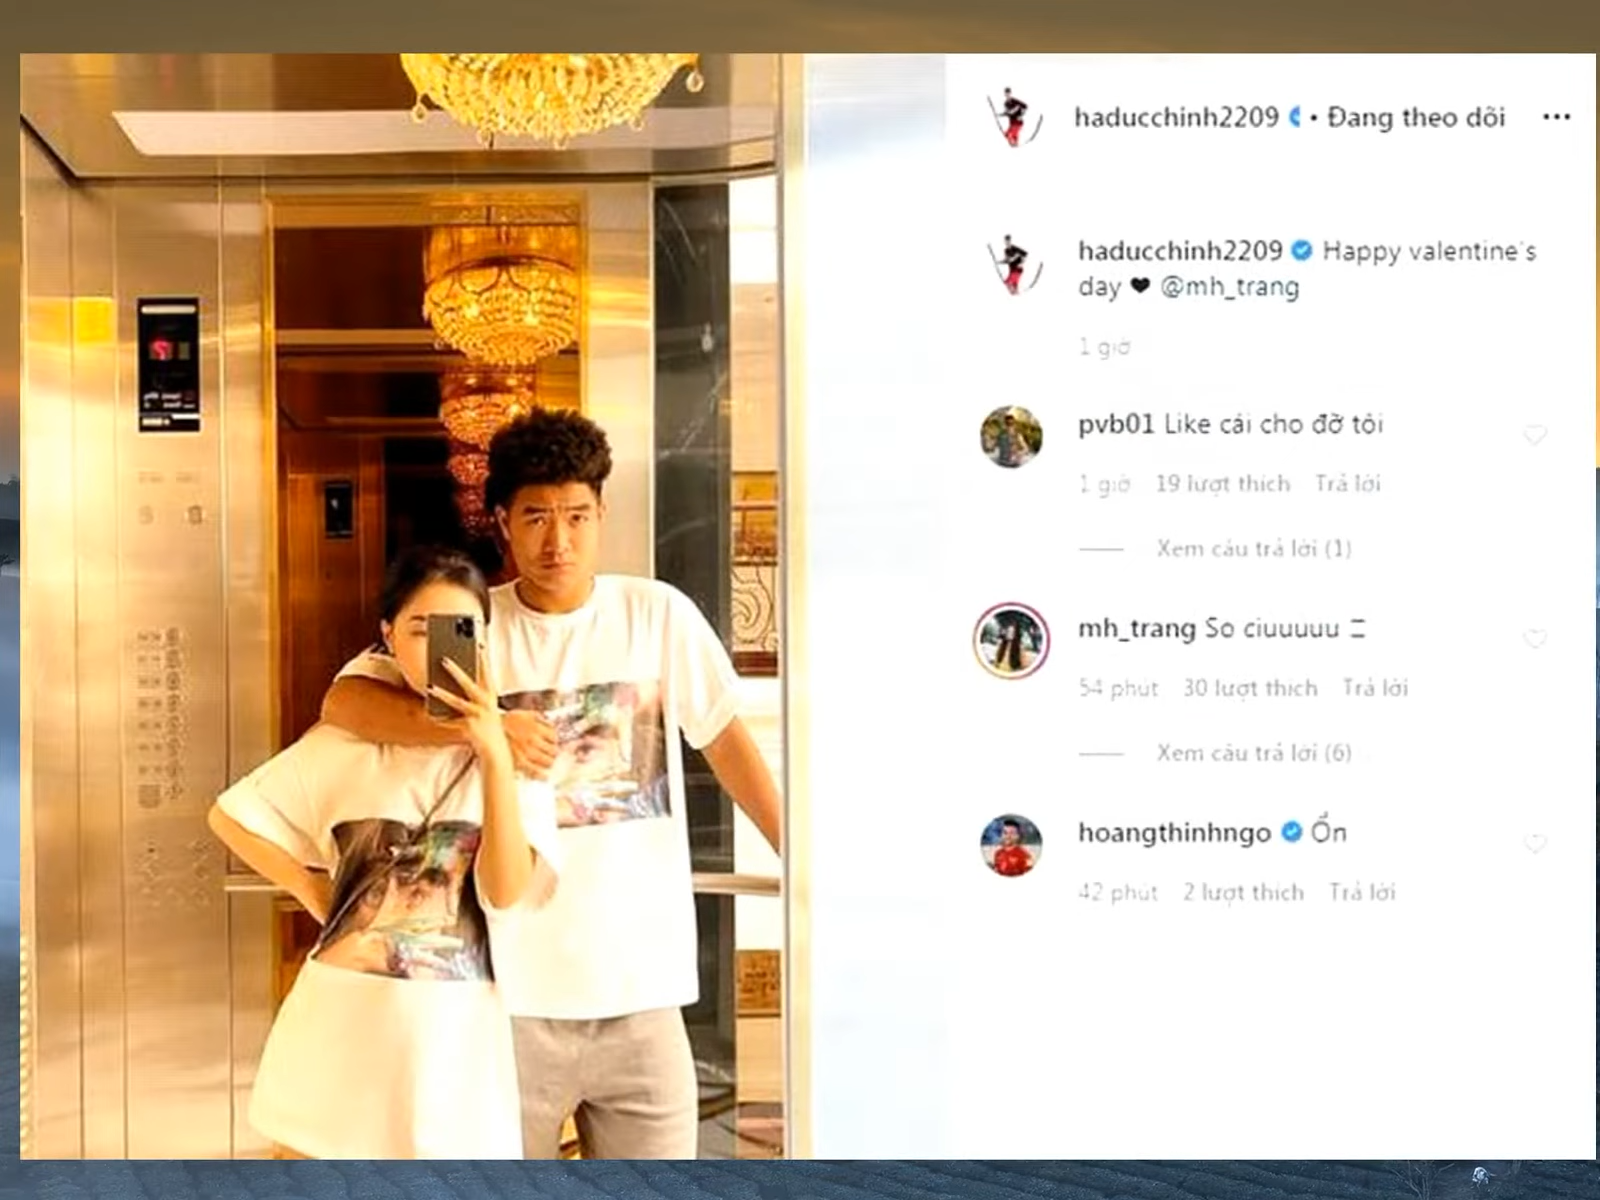 haducchinh2209 • Đang theo dõi •••
haducchinh2209 Happy valentine's
day ❤ @mh_trang
1 giờ
pvb01 Like cái cho đỡ tội
1 giờ 19 lượt thích Trả lời
Xem câu trả lời (1)
mh_trang So ciuuuuu
54 phút 30 lượt thích Trả lời
Xem câu trả lời (6)
hoangthinhngo Ổn
42 phút 2 lượt thích Trả lời